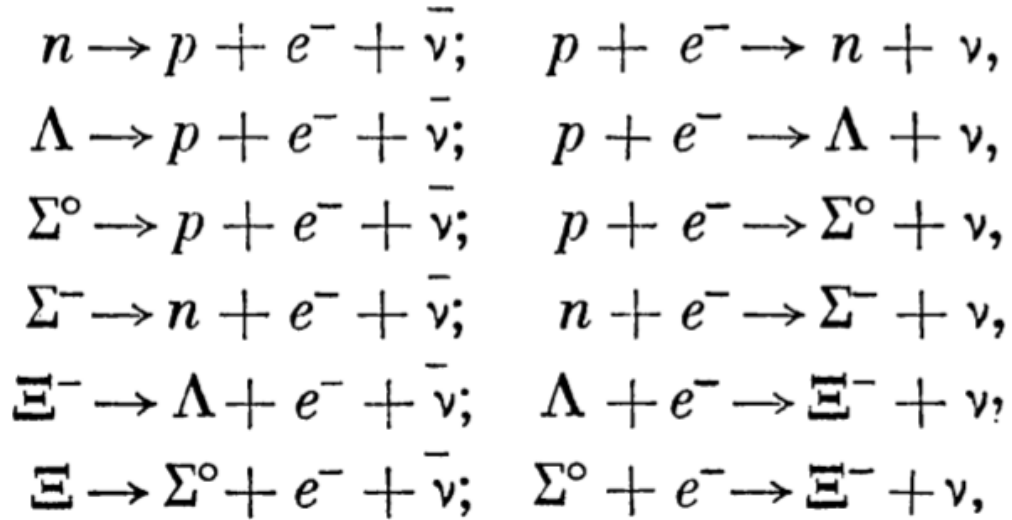 n → p + e⁻ + ν̄; p + e⁻ → n + ν,
Λ → p + e⁻ + ν̄; p + e⁻ → Λ + ν,
Σ° → p + e⁻ + ν̄; p + e⁻ → Σ° + ν,
Σ⁻ → n + e⁻ + ν̄; n + e⁻ → Σ⁻ + ν,
Ξ⁻ → Λ + e⁻ + ν̄; Λ + e⁻ → Ξ⁻ + ν,
Ξ → Σ° + e⁻ + ν̄; Σ° + e⁻ → Ξ⁻ + ν,